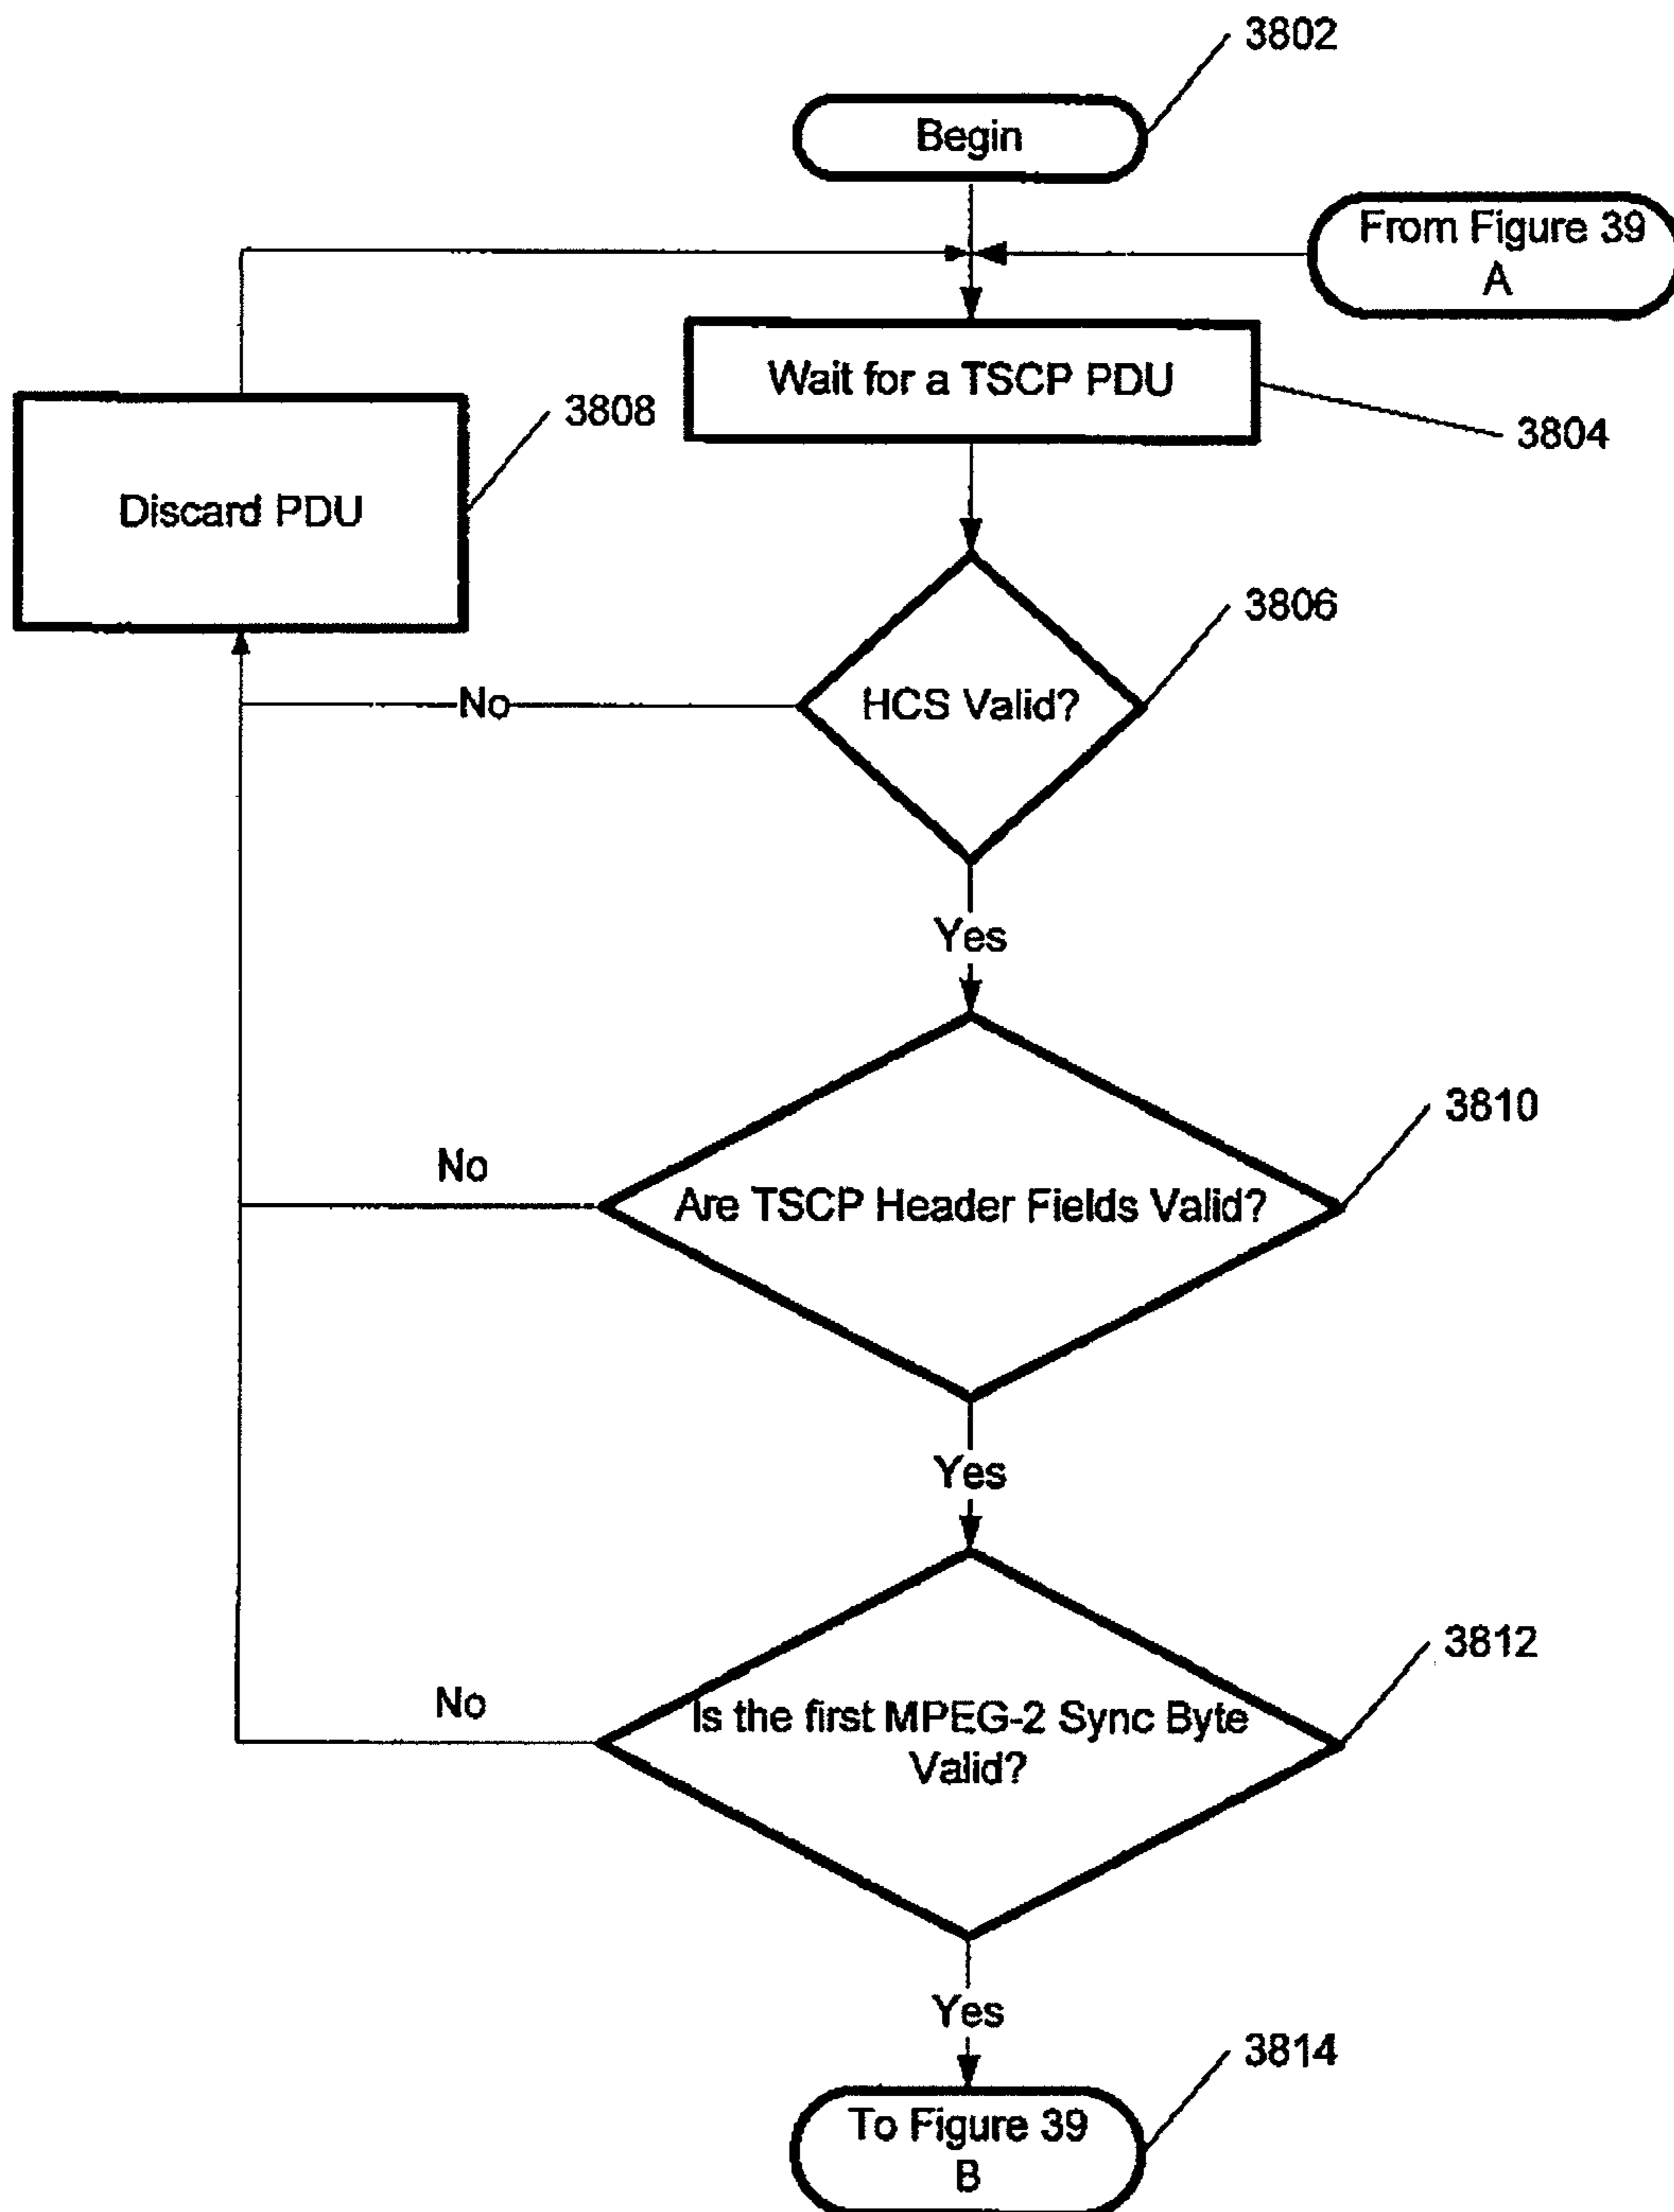 3802
Begin
From Figure 39
A
Wait for a TSCP PDU
3804
3808
Discard PDU
3806
HCS Valid?
No
Yes
3810
No
Are TSCP Header Fields Valid?
Yes
3812
No
Is the first MPEG-2 Sync Byte
Valid?
Yes
3814
To Figure 39
B